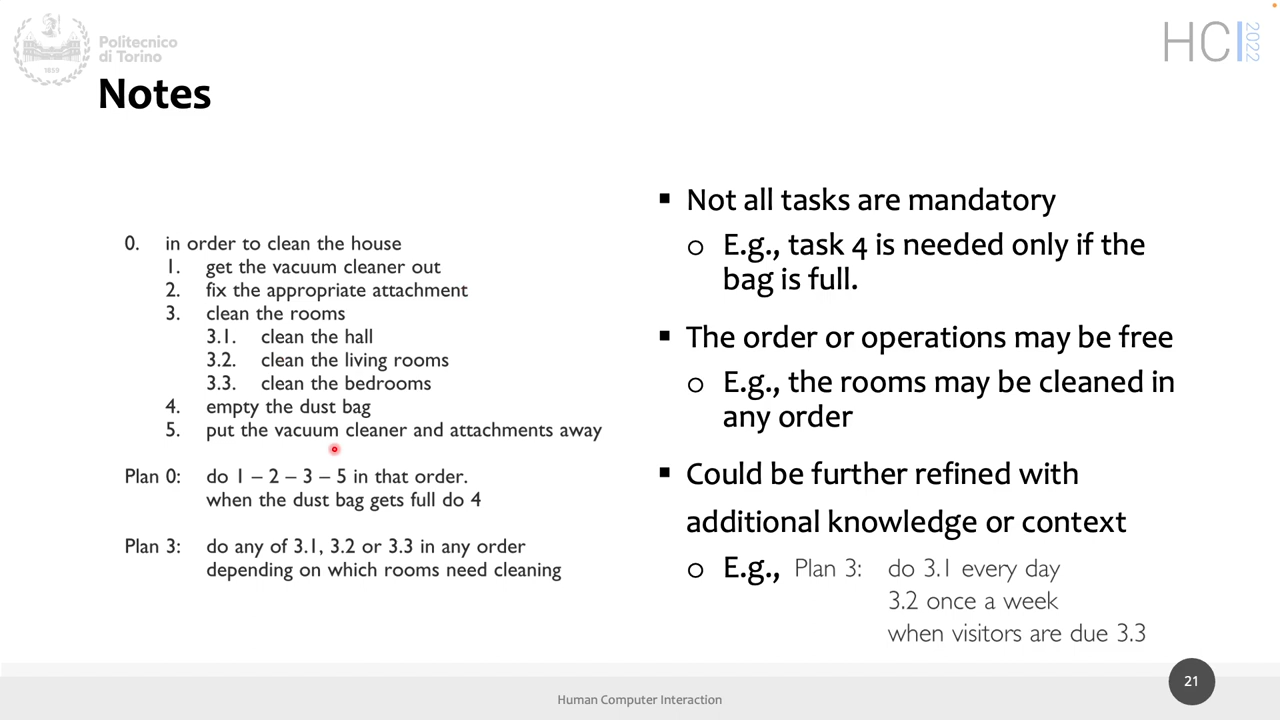 Politecnico
di Torino
1859
HCI 2022
Notes
0. in order to clean the house
1. get the vacuum cleaner out
2. fix the appropriate attachment
3. clean the rooms
3.1. clean the hall
3.2. clean the living rooms
3.3. clean the bedrooms
4. empty the dust bag
5. put the vacuum cleaner and attachments away
Plan 0: do 1 – 2 – 3 – 5 in that order.
when the dust bag gets full do 4
Plan 3: do any of 3.1, 3.2 or 3.3 in any order
depending on which rooms need cleaning
▪ Not all tasks are mandatory
o E.g., task 4 is needed only if the
bag is full.
▪ The order or operations may be free
o E.g., the rooms may be cleaned in
any order
▪ Could be further refined with
additional knowledge or context
o E.g., Plan 3: do 3.1 every day
3.2 once a week
when visitors are due 3.3
Human Computer Interaction
21